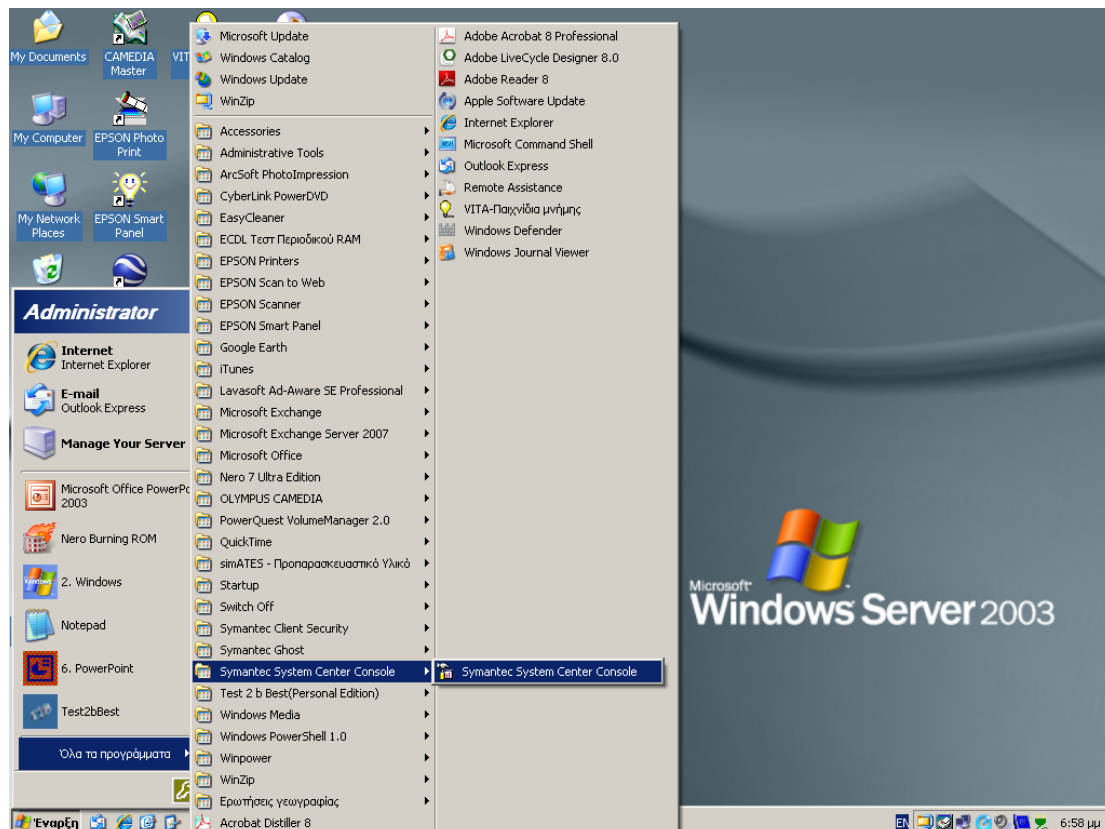 My Documents
CAMEDIA
Master
VIT
My Computer
EPSON Photo
Print
My Network
Places
EPSON Smart
Panel
Administrator
Internet
Internet Explorer
E-mail
Outlook Express
Manage Your Server
Microsoft Office PowerPo
2003
Nero Burning ROM
2. Windows
Notepad
6. PowerPoint
Test2bBest
Όλα τα προγράμματα
Έναρξη
Microsoft Update
Windows Catalog
Windows Update
WinZip
Accessories
Administrative Tools
ArcSoft PhotoImpression
CyberLink PowerDVD
EasyCleaner
ECDL Τεστ Περιοδικού RAM
EPSON Printers
EPSON Scan to Web
EPSON Scanner
EPSON Smart Panel
Google Earth
iTunes
Lavasoft Ad-Aware SE Professional
Microsoft Exchange
Microsoft Exchange Server 2007
Microsoft Office
Nero 7 Ultra Edition
OLYMPUS CAMEDIA
PowerQuest VolumeManager 2.0
QuickTime
simATES - Προπαρασκευαστικό Υλικό
Startup
Switch Off
Symantec Client Security
Symantec Ghost
Symantec System Center Console
Test 2 b Best(Personal Edition)
Windows Media
Windows PowerShell 1.0
Winpower
WinZip
Ερωτήσεις γεωγραφίας
Acrobat Distiller 8
Adobe Acrobat 8 Professional
Adobe LiveCycle Designer 8.0
Adobe Reader 8
Apple Software Update
Internet Explorer
Microsoft Command Shell
Outlook Express
Remote Assistance
VITA-Παιχνίδια μνήμης
Windows Defender
Windows Journal Viewer
Symantec System Center Console
Microsoft
Windows Server 2003
EN
6:58 μμ